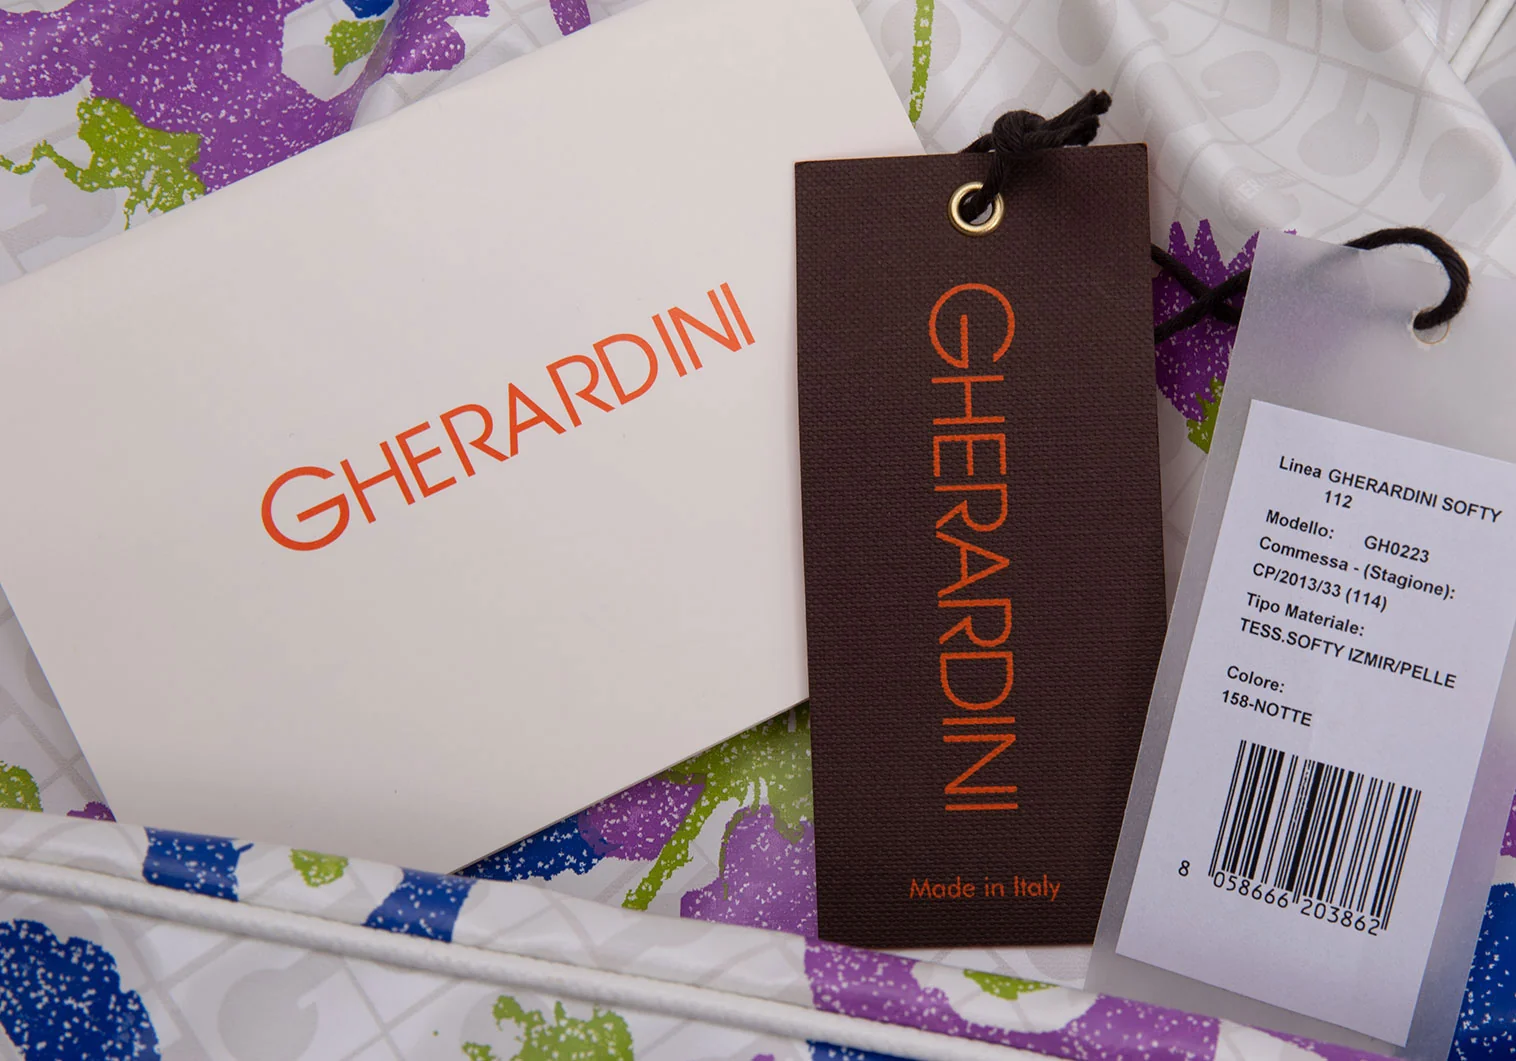 GHERARDINI
GHERARDINI
Made in Italy
Linea GHERARDINI SOFTY
112
Modello: GH0223
Commessa - (Stagione):
CP/2013/33 (114)
Tipo Materiale:
TESS.SOFTY IZMIR/PELLE
Colore:
158-NOTTE
8 058666 203862